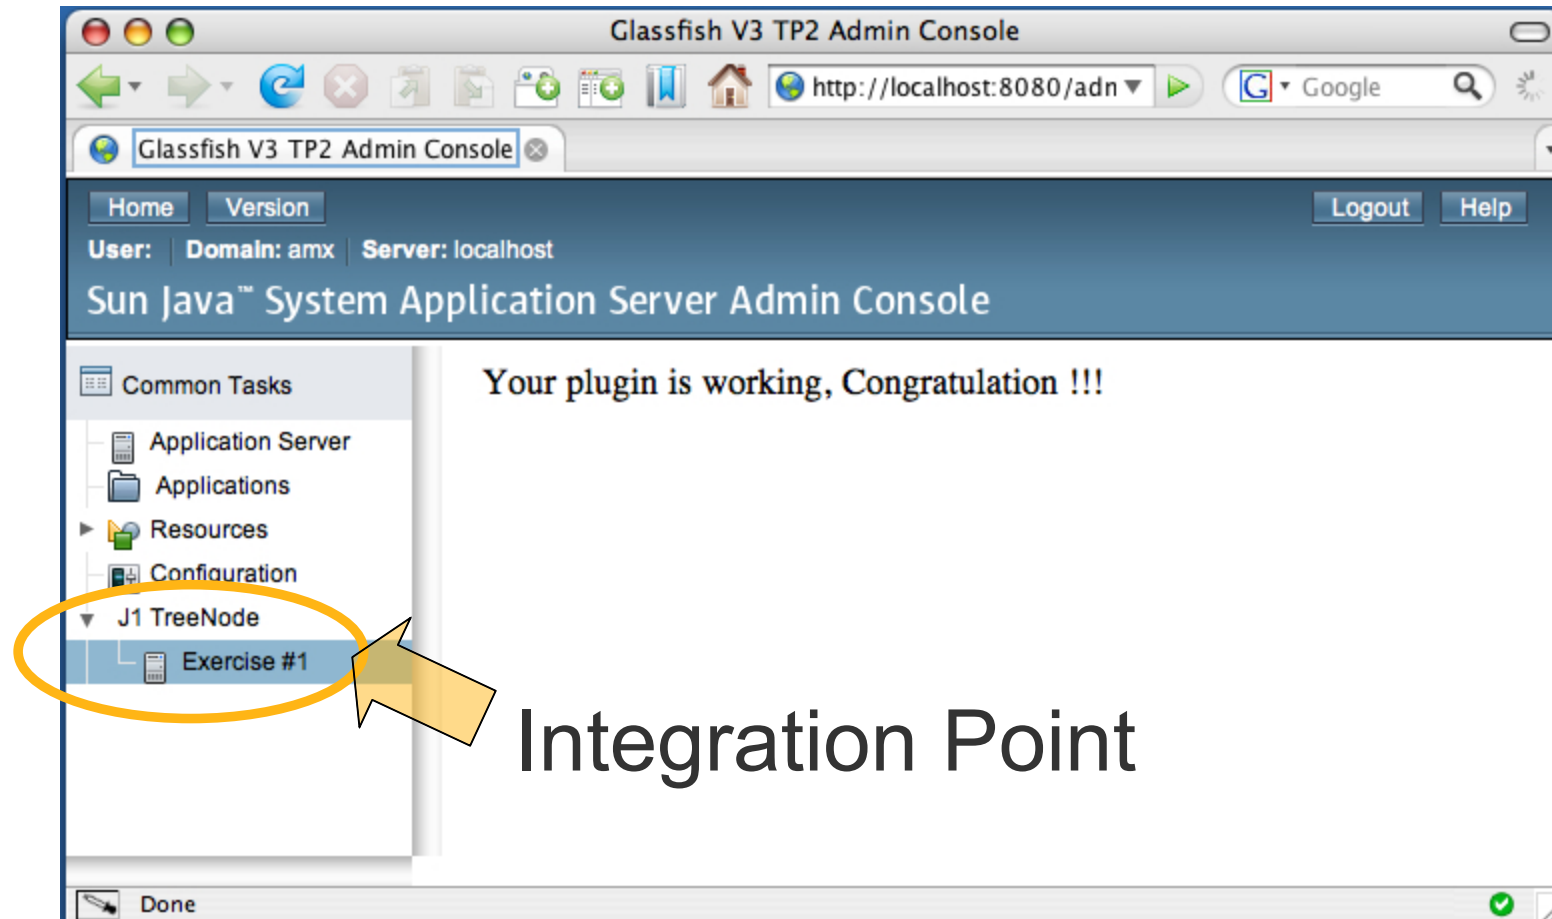 Glassfish V3 TP2 Admin Console
http://localhost:8080/adn
G Google
Glassfish V3 TP2 Admin Console
Home Version Logout Help
User: Domain: amx Server: localhost
Sun Java™ System Application Server Admin Console
Common Tasks
Your plugin is working, Congratulation !!!
Application Server
Applications
Resources
Configuration
J1 TreeNode
Exercise #1
Integration Point
Done